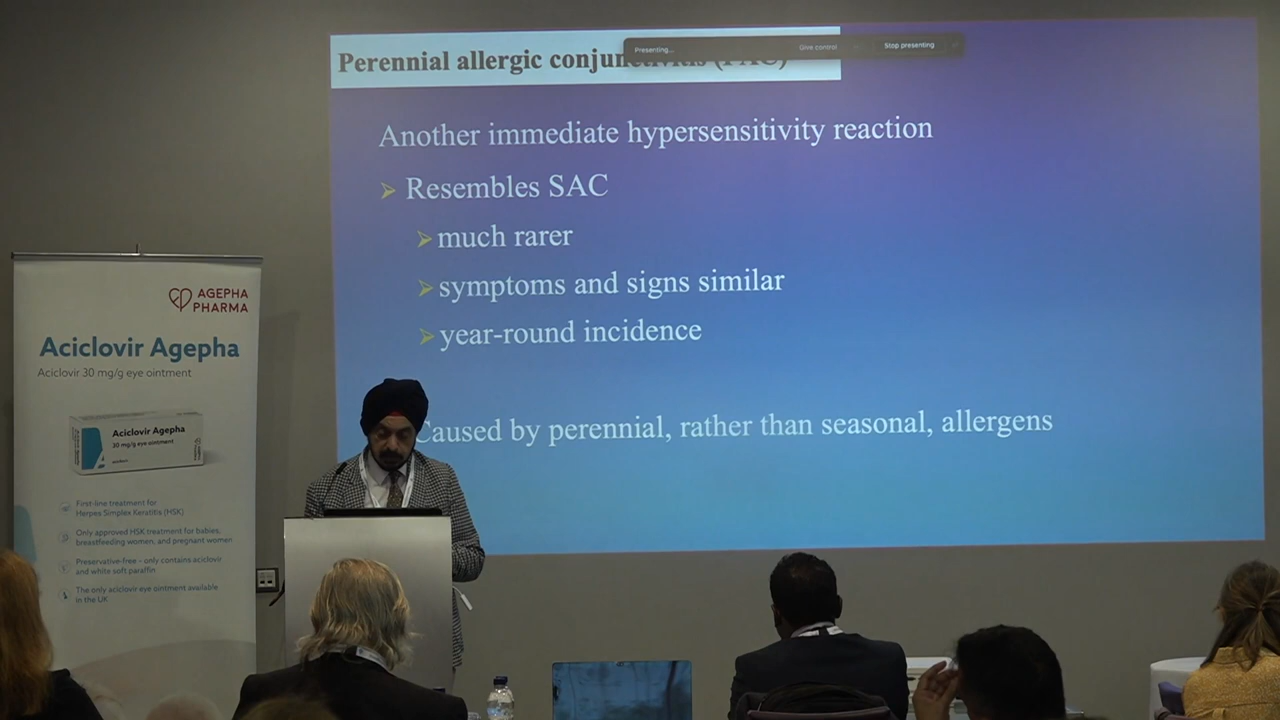 Perennial allergic conjunctivitis (PAC)
Presenting...
Give control
Stop presenting
Another immediate hypersensitivity reaction
Resembles SAC
much rarer
symptoms and signs similar
year-round incidence
Caused by perennial, rather than seasonal, allergens
AGEPHA
PHARMA
Aciclovir Agepha
Aciclovir 30 mg/g eye ointment
Aciclovir Agepha
30 mg/g eye ointment
First-line treatment for
Herpes Simplex Keratitis (HSK)
Only approved HSK treatment for babies,
breastfeeding women, and pregnant women
Preservative-free - only contains aciclovir
and white soft paraffin
The only aciclovir eye ointment available
in the UK